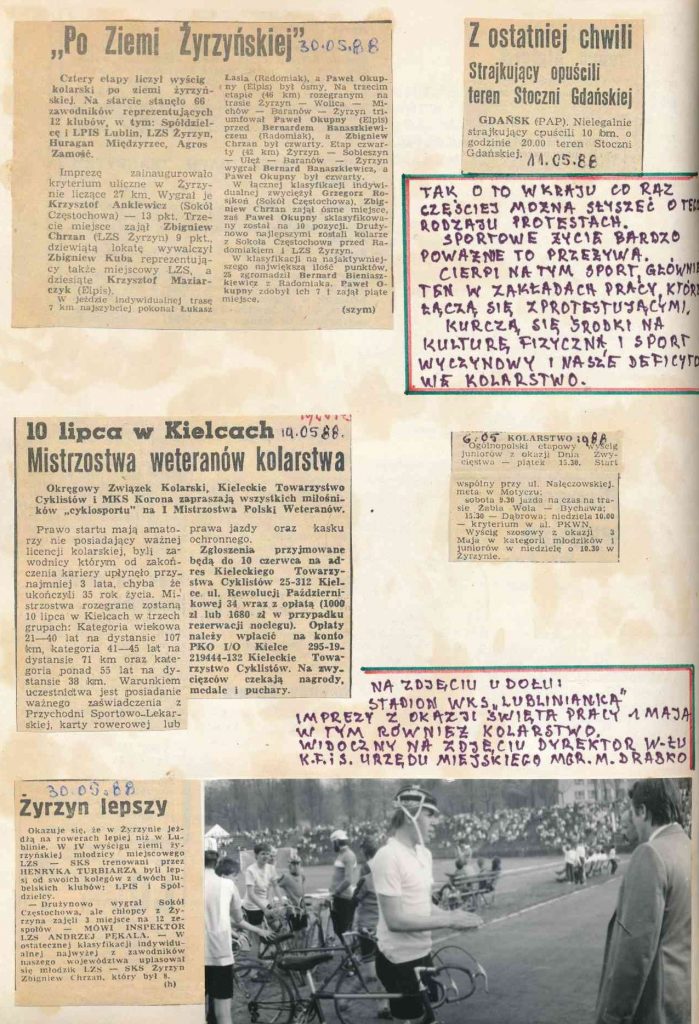 „Po Ziemi Żyrzyńskiej”
30.05.88
Cztery etapy liczył wyścig
kolarski po ziemi żyrzyń-
skiej. Na starcie stanęło 66
zawodników reprezentujących
12 klubów, w tym: Spółdziel-
cę i LPIS Lublin, LZS Żyrzyn,
Huragan Międzyrzec, Agros
Zamość.
Imprezę zainaugurowało
kryterium uliczne w Żyrzy-
nie liczące 27 km. Wygrał je
Krzysztof Anklewicz (Sokół
Częstochowa) — 13 pkt. Trze-
cie miejsce zajął Zbigniew
Chrzan (LZS Żyrzyn) 9 pkt.
dziewiątą lokatę wywalczył
Zbigniew Kuba reprezentują-
cy także miejscowy LZS, a
dziesiąte Krzysztof Maziar-
czyk (Elpis).
W jeździe indywidualnej trasę
7 km najszybciej pokonał Łukasz
Łasia (Radomiak), a Paweł Okup-
ny (Elpis) był ósmy. Na trzecim
etapie (46 km) rozegranym na
trasie Żyrzyn — Wolica — Mi-
chów — Baranów — Żyrzyn tri-
umfował Paweł Okupny (Elpis)
przed Bernardem Banaszkiewi-
czem (Radomiak), a Zbigniew
Chrzan był czwarty. Etap czwar-
ty (42 km) Żyrzyn — Sobieszyn
— Ułęż — Baranów — Żyrzyn
wygrał Bernard Banaszkiewicz, a
Paweł Okupny był czwarty.
W łącznej klasyfikacji indywi-
dualnej zwyciężył Grzegorz Ro-
sikoń (Sokół Częstochowa), Zbig-
niew Chrzan zajął ósme miejsce,
zaś Paweł Okupny sklasyfikowa-
ny został na 10 pozycji. Druży-
nowo najlepszymi zostali kolarze
z Sokoła Częstochowa przed Ra-
domiakiem i LZS Żyrzyn.
W klasyfikacji na najaktywniej-
szego największą ilość punktów,
25 zgromadził Bernard Bieniasz-
kiewicz z Radomiaka. Paweł O-
kupny zdobył ich 7 i zajął piąte
miejsce.
(szym)
Z ostatniej chwili
Strajkujący opuścili
teren Stoczni Gdańskiej
GDAŃSK (PAP). Nielegalnie
strajkujący opuścili 10 bm. o
godzinie 20.00 teren Stoczni
Gdańskiej.
11.05.88
TAK O TO W KRAJU CO RAZ
CZĘŚCIEJ MOŻNA SŁYSZEĆ O TEGO
RODZAJU PROTESTACH.
SPORTOWE ŻYCIE BARDZO
POWAŻNIE TO PRZEŻYWA.
CIERPI NA TYM SPORT, GŁÓWNIE
TEN W ZAKŁADACH PRACY, KTÓRE
ŁĄCZĄ SIĘ Z PROTESTUJĄCYMI.
KURCZĄ SIĘ ŚRODKI NA
KULTURĘ FIZYCZNĄ I SPORT
WYCZYNOWY I NASZE DEFICYTO
WE KOLARSTWO.
10 lipca w Kielcach
19.05.88.
Mistrzostwa weteranów kolarstwa
Okręgowy Związek Kolarski, Kieleckie Towarzystwo
Cyklistów i MKS Korona zapraszają wszystkich miłośni-
ków „cyklosportu” na I Mistrzostwa Polski Weteranów.
Prawo startu mają amato-
rzy nie posiadający ważnej
licencji kolarskiej, byli za-
wodnicy którym od zakoń-
czenia kariery upłynęło przy-
najmniej 3 lata, chyba że
ukończyli 35 rok życia. Mi-
strzostwa rozegrane zostaną
10 lipca w Kielcach w trzech
grupach: Kategoria wiekowa
21—40 lat na dystansie 107
km, kategoria 41—45 lat na
dystansie 71 km oraz kate-
goria ponad 55 lat na dy-
stansie 38 km. Warunkiem
uczestnictwa jest posiadanie
ważnego zaświadczenia z
Przychodni Sportowo-Lekar-
skiej, karty rowerowej lub
prawa jazdy oraz kasku
ochronnego.
Zgłoszenia przyjmowane
będą do 10 czerwca na ad-
res Kieleckiego Towarzy-
stwa Cyklistów 25-312 Kiel-
ce, ul. Rewolucji Październi-
kowej 34 wraz z opłatą (1000
zł lub 1680 zł w przypadku
rezerwacji noclegu). Opłaty
należy wpłacić na konto
PKO I/O Kielce 295-19-
219444-132 Kieleckie Towa-
rzystwo Cyklistów. Na zwy-
cięzców czekają nagrody,
medale i puchary.
6.05 KOLARSTWO 1988
Ogólnopolski etapowy wyścig
juniorów z okazji Dnia Zwy-
cięstwa — piątek 15.30. Start
wspólny przy ul. Nałęczowskiej,
meta w Motyczu;
sobota 9.30 jazda na czas na tra-
sie Żabia Wola — Bychawa;
15.30 — Dąbrowa; niedziela 10.00
— kryterium w al. PKWN.
Wyścig szosowy z okazji 3
Maja w kategorii młodzików i
juniorów w niedzielę o 10.30 w
Żyrzynie.
NA ZDJĘCIU U DOŁU:
STADION WKS „LUBLINIANKA”
IMPREZY Z OKAZJI ŚWIĘTA PRACY 1 MAJA
W TYM RÓWNIEŻ KOLARSTWO.
WIDOCZNY NA ZDJĘCIU DYREKTOR W-ŁU
K.F.iS. URZĘDU MIEJSKIEGO MGR. M. DRABKO
30.05.88
Żyrzyn lepszy
Okazuje się, że w Żyrzynie jeż-
dżą na rowerach lepiej niż w Lu-
blinie. W IV wyścigu ziemi ży-
rzyńskiej młodzicy miejscowego
LZS — SKS trenowani przez
HENRYKA TURBIARZA byli lep-
si od swoich kolegów z dwóch lu-
belskich klubów: LPIS i Spół-
dzielcy.
— Drużynowo wygrał Sokół
Częstochowa, ale chłopcy z Ży-
rzyna zajęli 3 miejsce na 12 ze-
społów — MÓWI INSPEKTOR
LZS ANDRZEJ PĘKALA. — W
ostatecznej klasyfikacji indywidu-
alnej najwyżej z zawodników
naszego województwa uplasował
się młodzik LZS — SKS Żyrzyn
Zbigniew Chrzan, który był 8.
(h)